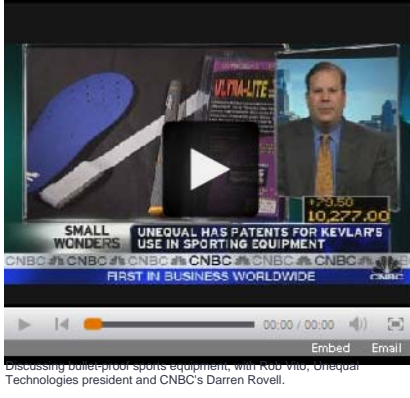 ULTRA-LITE
+79.50
10,277.00
SMALL
WONDERS
UNEQUAL HAS PATENTS FOR KEVLAR'S
USE IN SPORTING EQUIPMENT
CNBC CNBC CNBC CNBC CNBC CNBC
FIRST IN BUSINESS WORLDWIDE
CNBC
00:00 / 00:00
Embed Email
Discussing bullet-proof sports equipment, with Rob Vito, Unequal
Technologies president and CNBC's Darren Rovell.